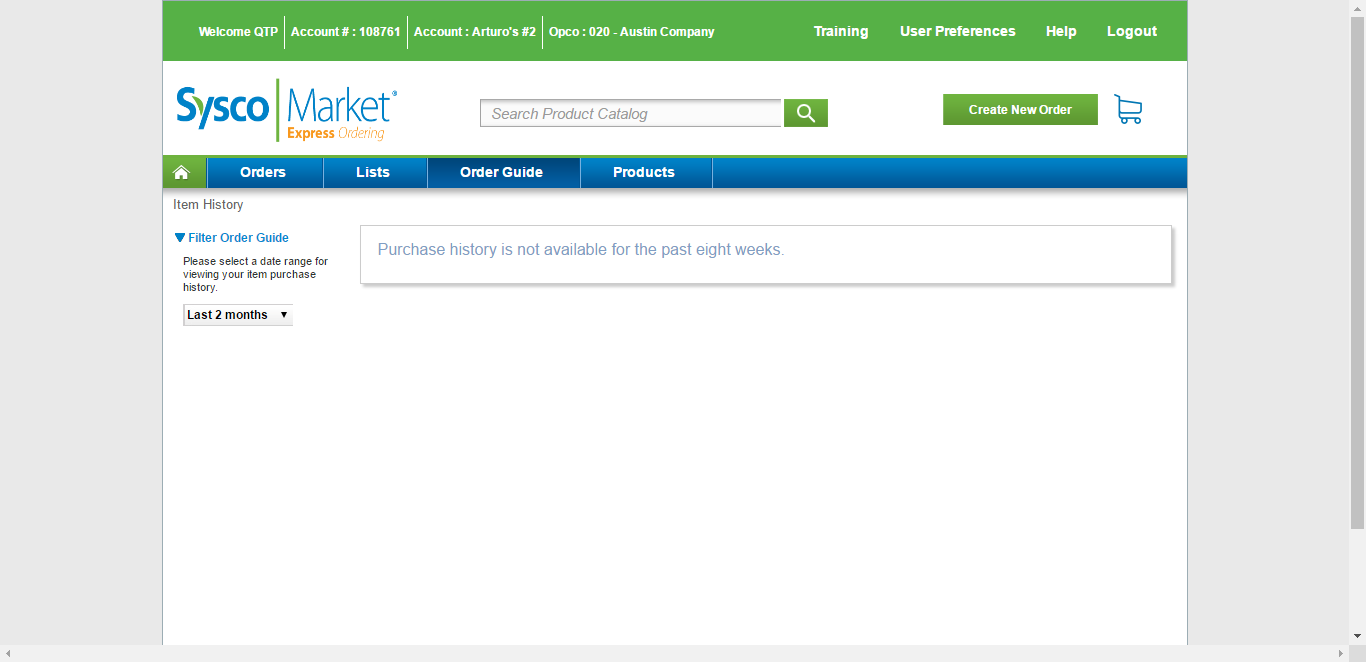 Welcome QTP Account # : 108761 Account : Arturo's #2 Opco : 020 - Austin Company Training User Preferences Help Logout
Sysco Market®
Express Ordering
Search Product Catalog
Create New Order
Orders Lists Order Guide Products
Item History
Filter Order Guide
Please select a date range for
viewing your item purchase
history.
Last 2 months
Purchase history is not available for the past eight weeks.